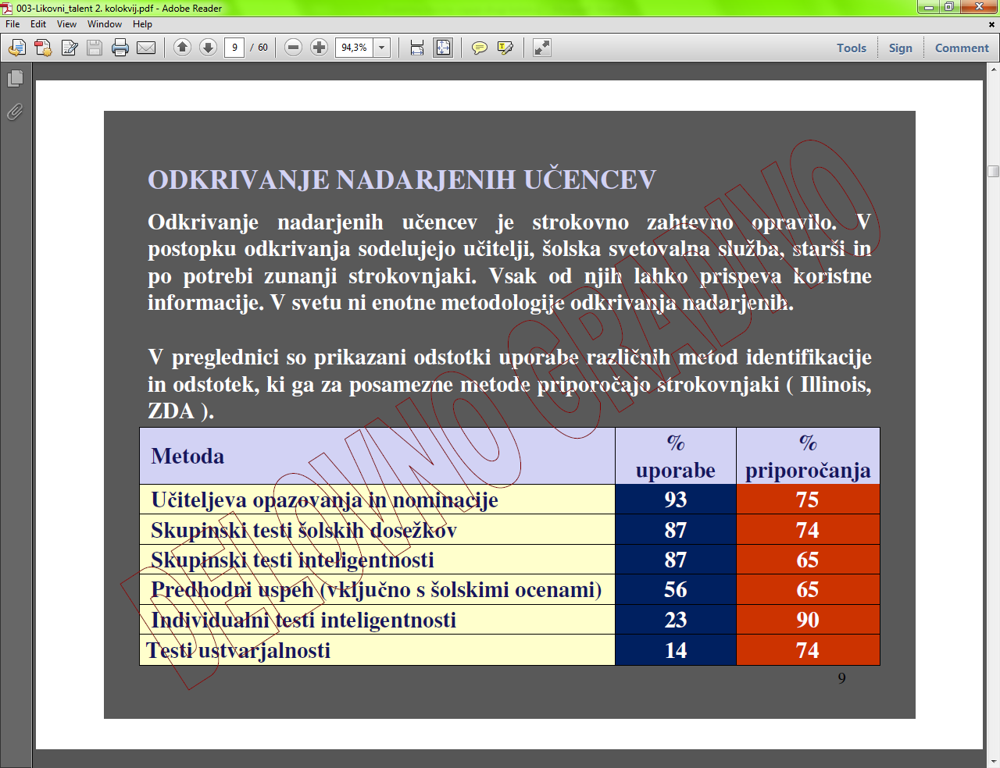 003-Likovni_talent 2. kolokvij.pdf - Adobe Reader
File Edit View Window Help
9 / 60 94,3% Tools Sign Comment
ODKRIVANJE NADARJENIH UČENCEV
Odkrivanje nadarjenih učencev je strokovno zahtevno opravilo. V
postopku odkrivanja sodelujejo učitelji, šolska svetovalna služba, starši in
po potrebi zunanji strokovnjaki. Vsak od njih lahko prispeva koristne
informacije. V svetu ni enotne metodologije odkrivanja nadarjenih.
V preglednici so prikazani odstotki uporabe različnih metod identifikacije
in odstotek, ki ga za posamezne metode priporočajo strokovnjaki ( Illinois,
ZDA ).
Metoda % uporabe % priporočanja
Učiteljeva opazovanja in nominacije 93 75
Skupinski testi šolskih dosežkov 87 74
Skupinski testi inteligentnosti 87 65
Predhodni uspeh (vključno s šolskimi ocenami) 56 65
Individualni testi inteligentnosti 23 90
Testi ustvarjalnosti 14 74
9
DELOVNO GRADIVO